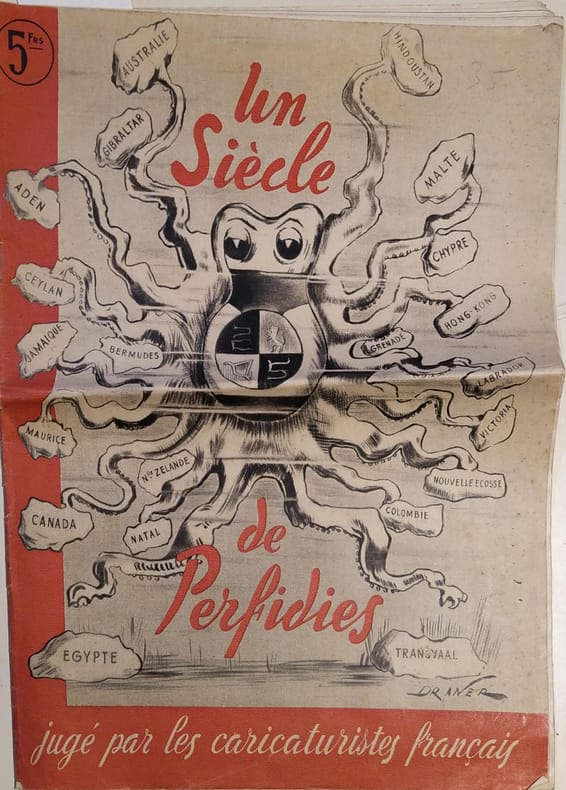 5 Frs
35
AUSTRALIE
HINDOUSTAN
GIBRALTAR
Un
Siècle
MALTE
ADEN
CHYPRE
CEYLAN
HONG-KONG
JAMAIQUE
BERMUDES
GRENADE
LABRADOR
VICTORIA
MAURICE
Nlle ZELANDE
NOUVELLE ECOSSE
CANADA
NATAL
COLOMBIE
de
Perfidies
EGYPTE
TRANSVAAL
DRANER
jugé par les caricaturistes français